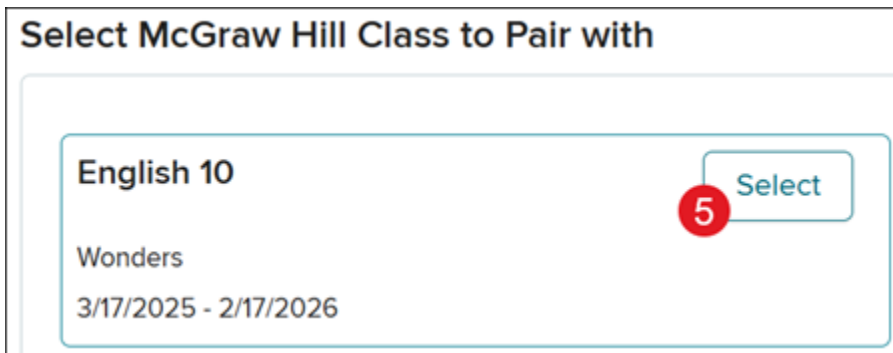 Select McGraw Hill Class to Pair with
English 10
Select
5
Wonders
3/17/2025 - 2/17/2026